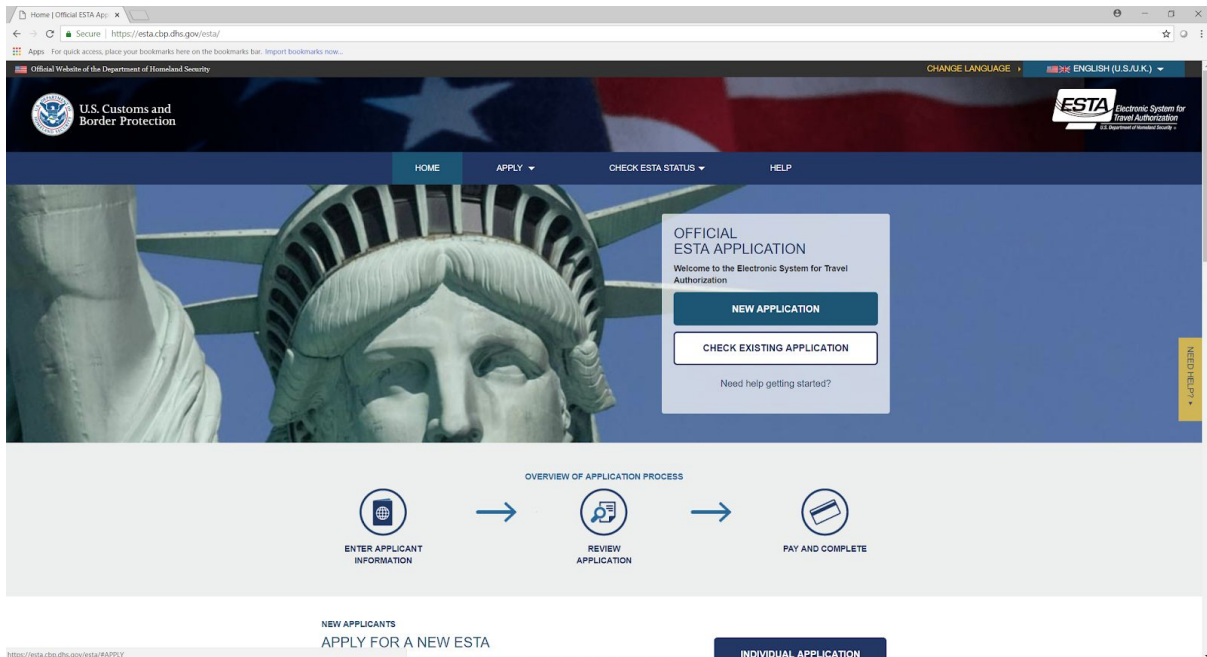 Home | Official ESTA App
Secure | https://esta.cbp.dhs.gov/esta/
Apps For quick access, place your bookmarks here on the bookmarks bar. Import bookmarks now...
Official Website of the Department of Homeland Security
CHANGE LANGUAGE
ENGLISH (U.S./U.K.)
U.S. Customs and
Border Protection
ESTA
Electronic System for
Travel Authorization
U.S. Department of Homeland Security
HOME APPLY CHECK ESTA STATUS HELP
OFFICIAL
ESTA APPLICATION
Welcome to the Electronic System for Travel
Authorization
NEW APPLICATION
CHECK EXISTING APPLICATION
Need help getting started?
NEED HELP?
OVERVIEW OF APPLICATION PROCESS
ENTER APPLICANT
INFORMATION
REVIEW
APPLICATION
PAY AND COMPLETE
NEW APPLICANTS
APPLY FOR A NEW ESTA
INDIVIDUAL APPLICATION
https://esta.cbp.dhs.gov/esta/#APPLY